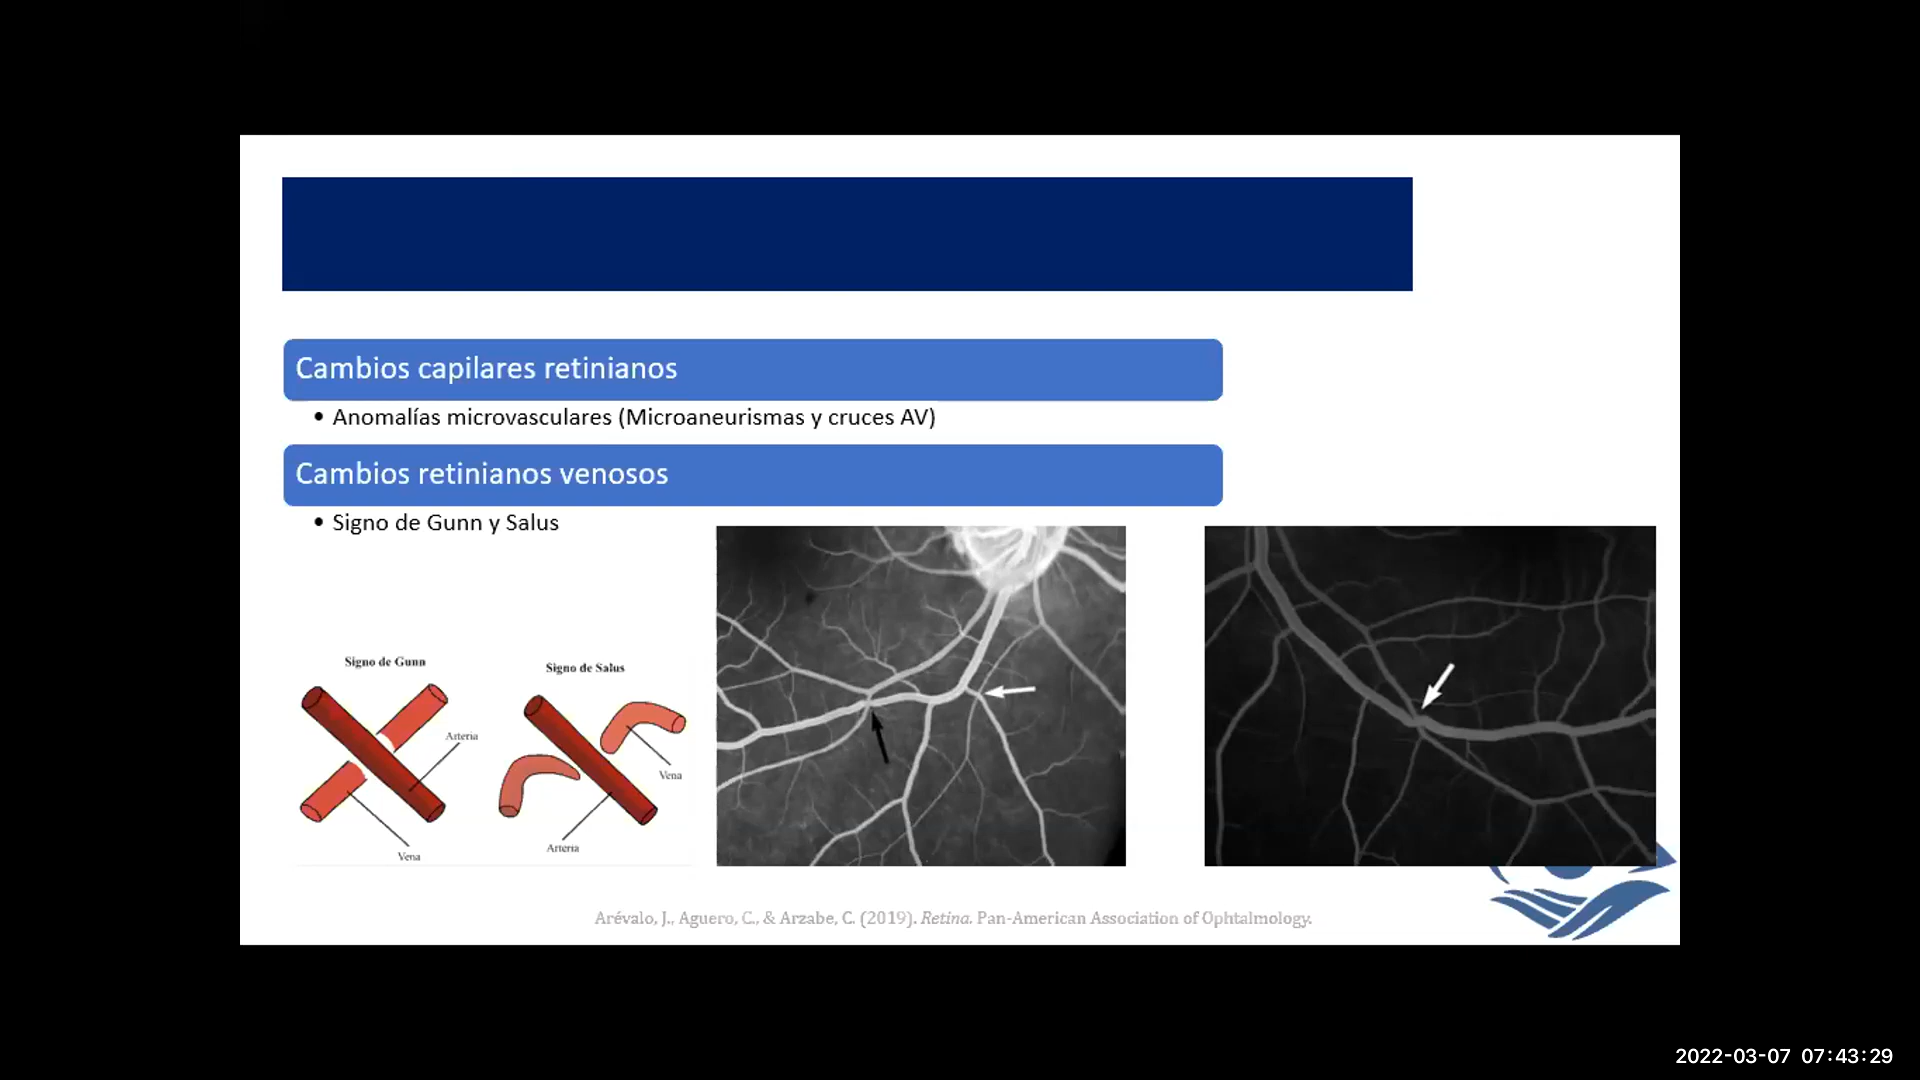 Cambios capilares retinianos
• Anomalías microvasculares (Microaneurismas y cruces AV)
Cambios retinianos venosos
• Signo de Gunn y Salus
Signo de Gunn
Signo de Salus
Arteria
Vena
Vena
Arteria
Arévalo, J., Aguero, C., & Arzabe, C. (2019). Retina. Pan-American Association of Ophtalmology.
2022-03-07 07:43:29